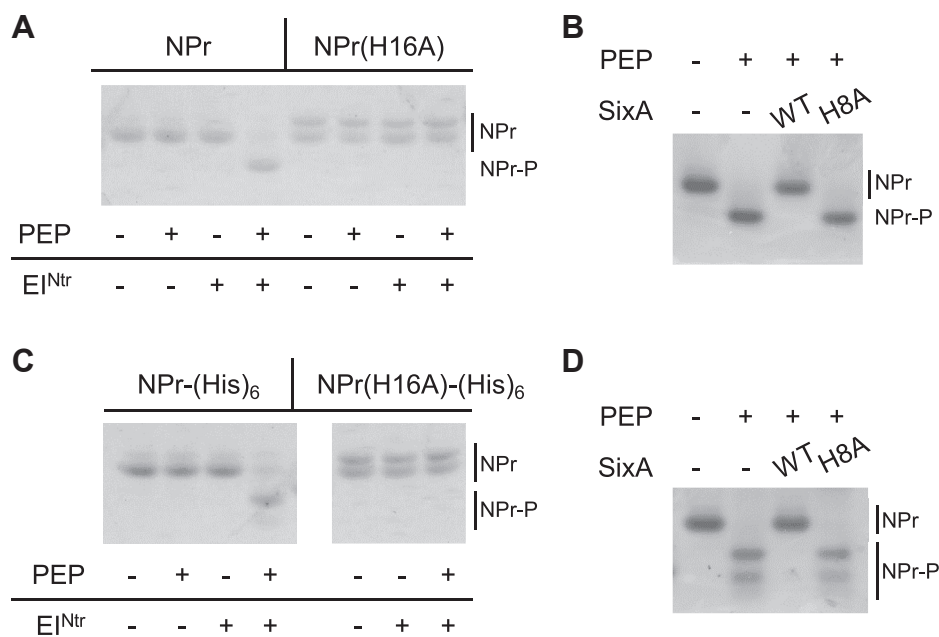 A
NPr NPr(H16A)
NPr
NPr-P
PEP - + - + - + - +
EI^Ntr - - + + - - + +
B
PEP - + + +
SixA - - WT H8A
NPr
NPr-P
C
NPr-(His)₆ NPr(H16A)-(His)₆
NPr
NPr-P
PEP - + - + - - +
EI^Ntr - - + + - + +
D
PEP - + + +
SixA - - WT H8A
NPr
NPr-P